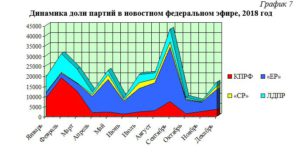 График 7
Динамика доли партий в новостном федеральном эфире, 2018 год
45000
40000
35000
30000
25000
20000
15000
10000
5000
0
Январь
Февраль
Март
Апрель
Май
Июнь
Июль
Август
Сентябрь
Октябрь
Ноябрь
Декабрь
КПРФ
«ЕР»
«СР»
ЛДПР